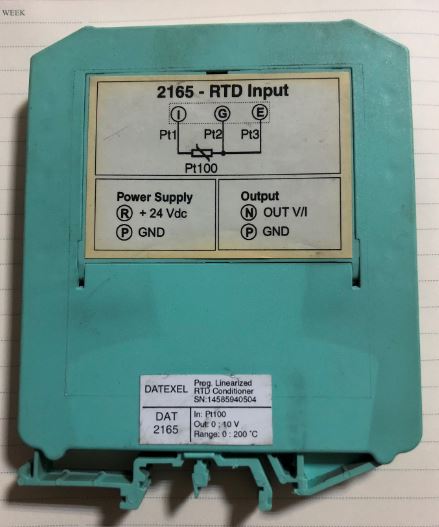 WEEK
2165 - RTD Input
I G E
Pt1 Pt2 Pt3
Pt100
Power Supply
R + 24 Vdc
P GND
Output
N OUT V/I
P GND
DATEXEL
Prog. Linearized
RTD Conditioner
SN:14585940504
DAT
2165
In: Pt100
Out: 0 ; 10 V
Range: 0 : 200 °C